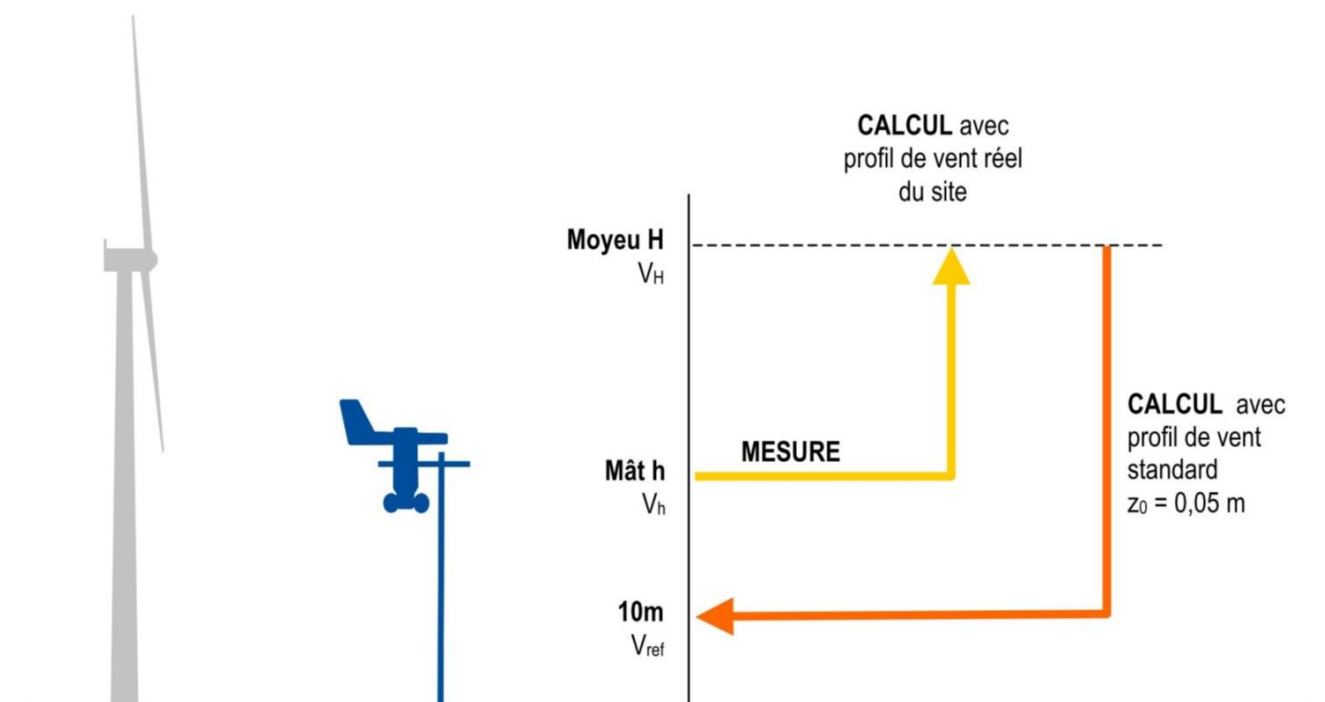 CALCUL avec
profil de vent réel
du site
Moyeu H
VH
MESURE
Mât h
Vh
CALCUL avec
profil de vent
standard
z0 = 0,05 m
10m
Vref